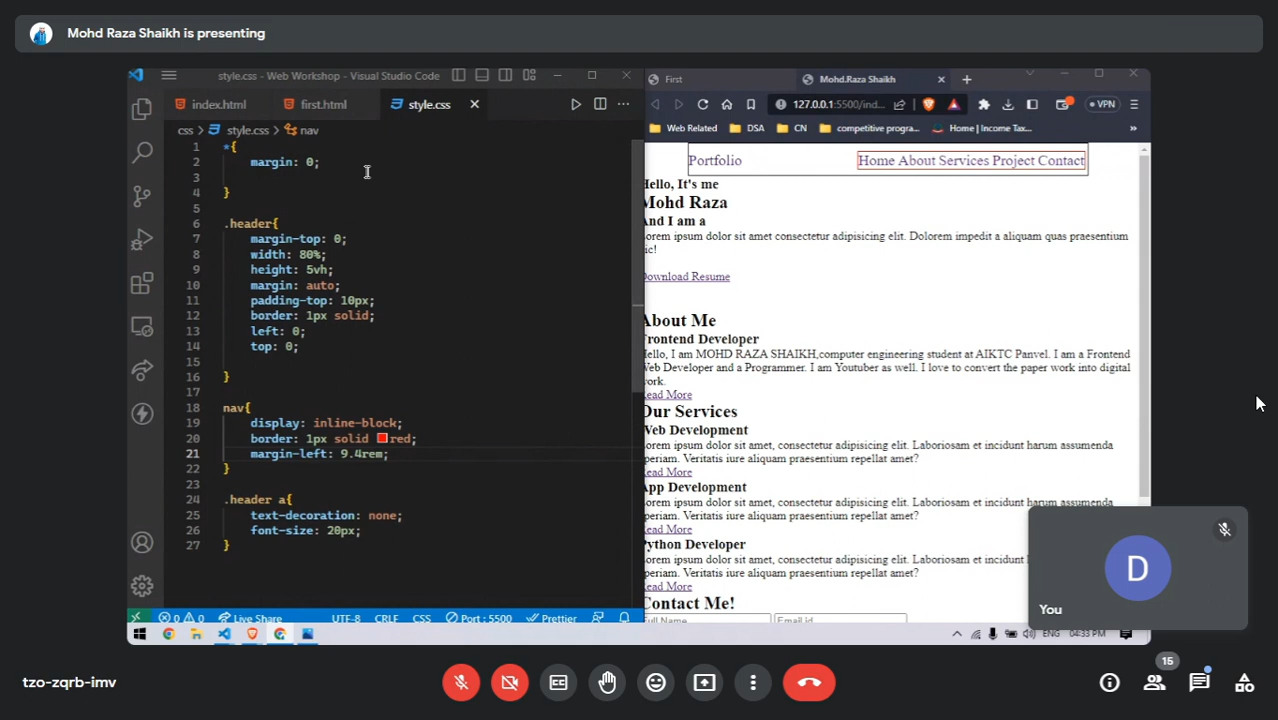 Mohd Raza Shaikh is presenting
style.css - Web Workshop - Visual Studio Code
index.html
first.html
style.css
css > style.css > nav
1 *{
2 margin: 0;
3
4 }
5
6 .header{
7 margin-top: 0;
8 width: 80%;
9 height: 5vh;
10 margin: auto;
11 padding-top: 10px;
12 border: 1px solid;
13 left: 0;
14 top: 0;
15
16 }
17
18 nav{
19 display: inline-block;
20 border: 1px solid red;
21 margin-left: 9.4rem;
22 }
23
24 .header a{
25 text-decoration: none;
26 font-size: 20px;
27 }
0 0 Live Share UTF-8 CRLF CSS Port : 5500 Prettier
First
Mohd.Raza Shaikh
127.0.0.1:5500/ind...
VPN
Web Related DSA CN competitive progra... Home | Income Tax... »
Portfolio
Home About Services Project Contact
Hello, It's me
Mohd Raza
And I am a
Lorem ipsum dolor sit amet consectetur adipisicing elit. Dolorem impedit a aliquam quas praesentium
ic!
Download Resume
About Me
Frontend Developer
Hello, I am MOHD RAZA SHAIKH,computer engineering student at AIKTC Panvel. I am a Frontend
Web Developer and a Programmer. I am Youtuber as well. I love to convert the paper work into digital
work.
Read More
Our Services
Web Development
Lorem ipsum dolor sit amet, consectetur adipisicing elit. Laboriosam et incidunt harum assumenda
periam. Veritatis iure aliquam praesentium repellat amet?
Read More
App Development
Lorem ipsum dolor sit amet, consectetur adipisicing elit. Laboriosam et incidunt harum assumenda
periam. Veritatis iure aliquam praesentium repellat amet?
Read More
Python Developer
Lorem ipsum dolor sit amet, consectetur adipisicing elit. Laboriosam et incidunt h
periam. Veritatis iure aliquam praesentium repellat amet?
Read More
Contact Me!
Full Name
Email id
ENG 04:33 PM
D
You
tzo-zqrb-imv
15